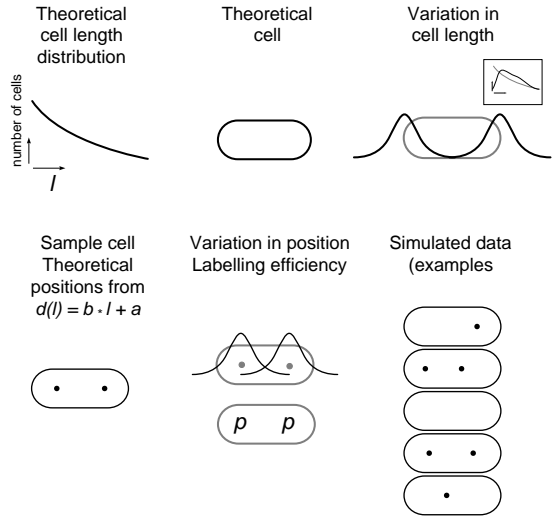 Theoretical
cell length
distribution
Theoretical
cell
Variation in
cell length
number of cells
l
Sample cell
Theoretical
positions from
d(l) = b * l + a
Variation in position
Labelling efficiency
Simulated data
(examples
p p